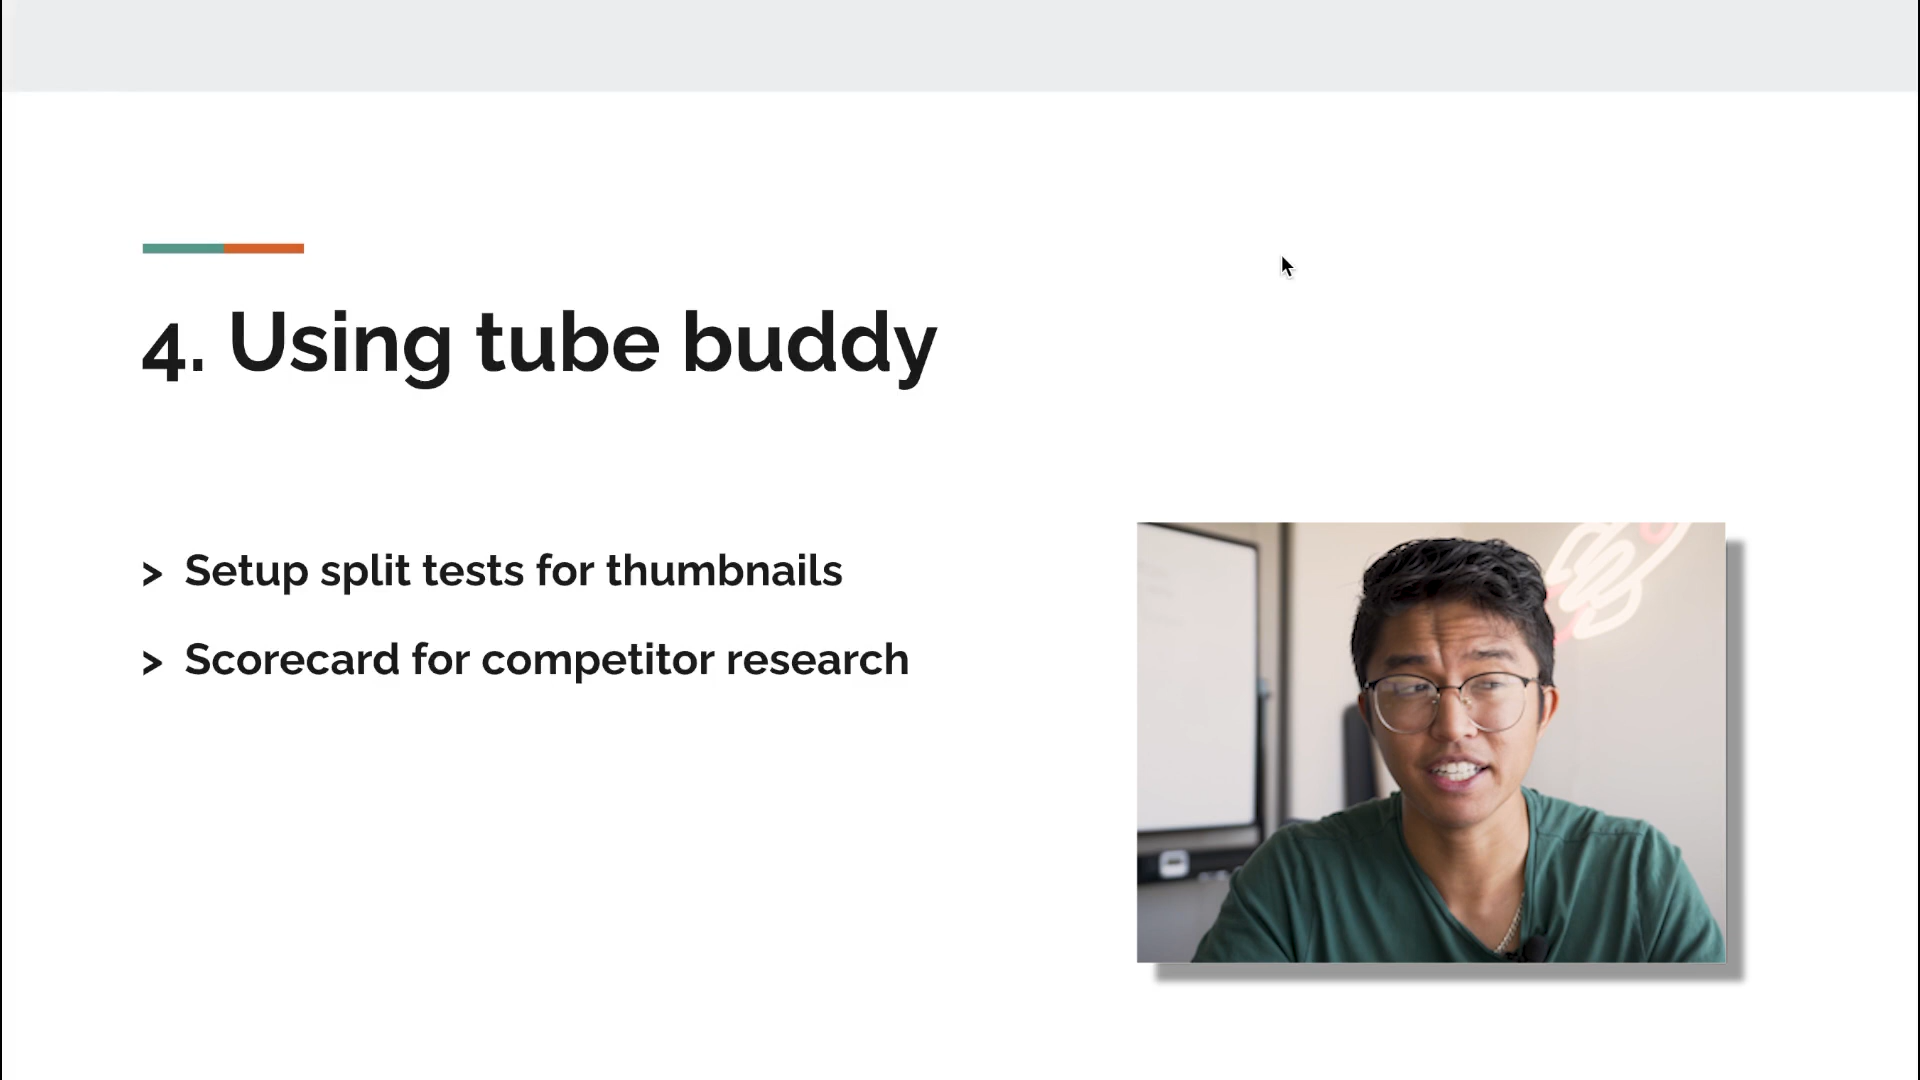 4. Using tube buddy
> Setup split tests for thumbnails
> Scorecard for competitor research